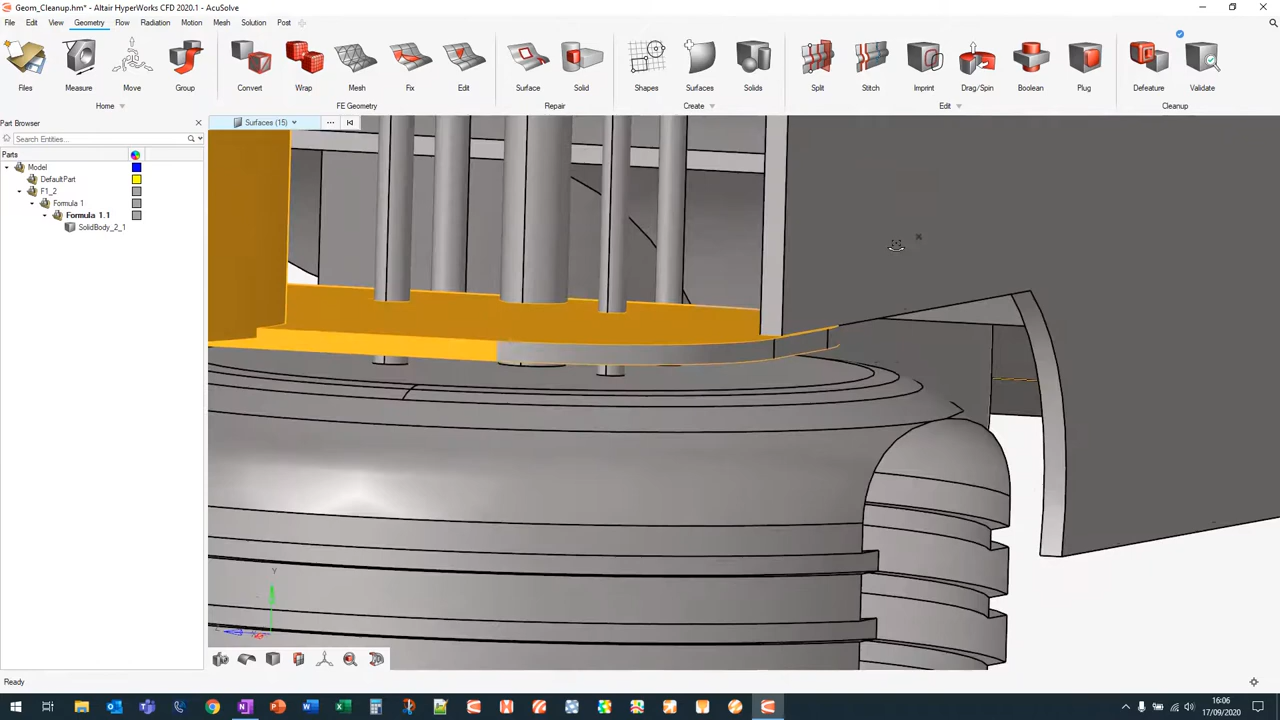 Geom_Cleanup.hm* - Altair HyperWorks CFD 2020.1 - AcuSolve
File Edit View Geometry Flow Radiation Motion Mesh Solution Post
Files Measure Move Group Convert Wrap Mesh Fix Edit Surface Solid Shapes Surfaces Solids Split Stitch Imprint Drag/Spin Boolean Plug Defeature Validate
Home FE Geometry Repair Create Edit Cleanup
Part Browser
Surfaces (15)
Search Entities...
Parts
Model
DefaultPart
F1_2
Formula 1
Formula 1.1
SolidBody_2_1
Y
Ready
16:06
17/09/2020